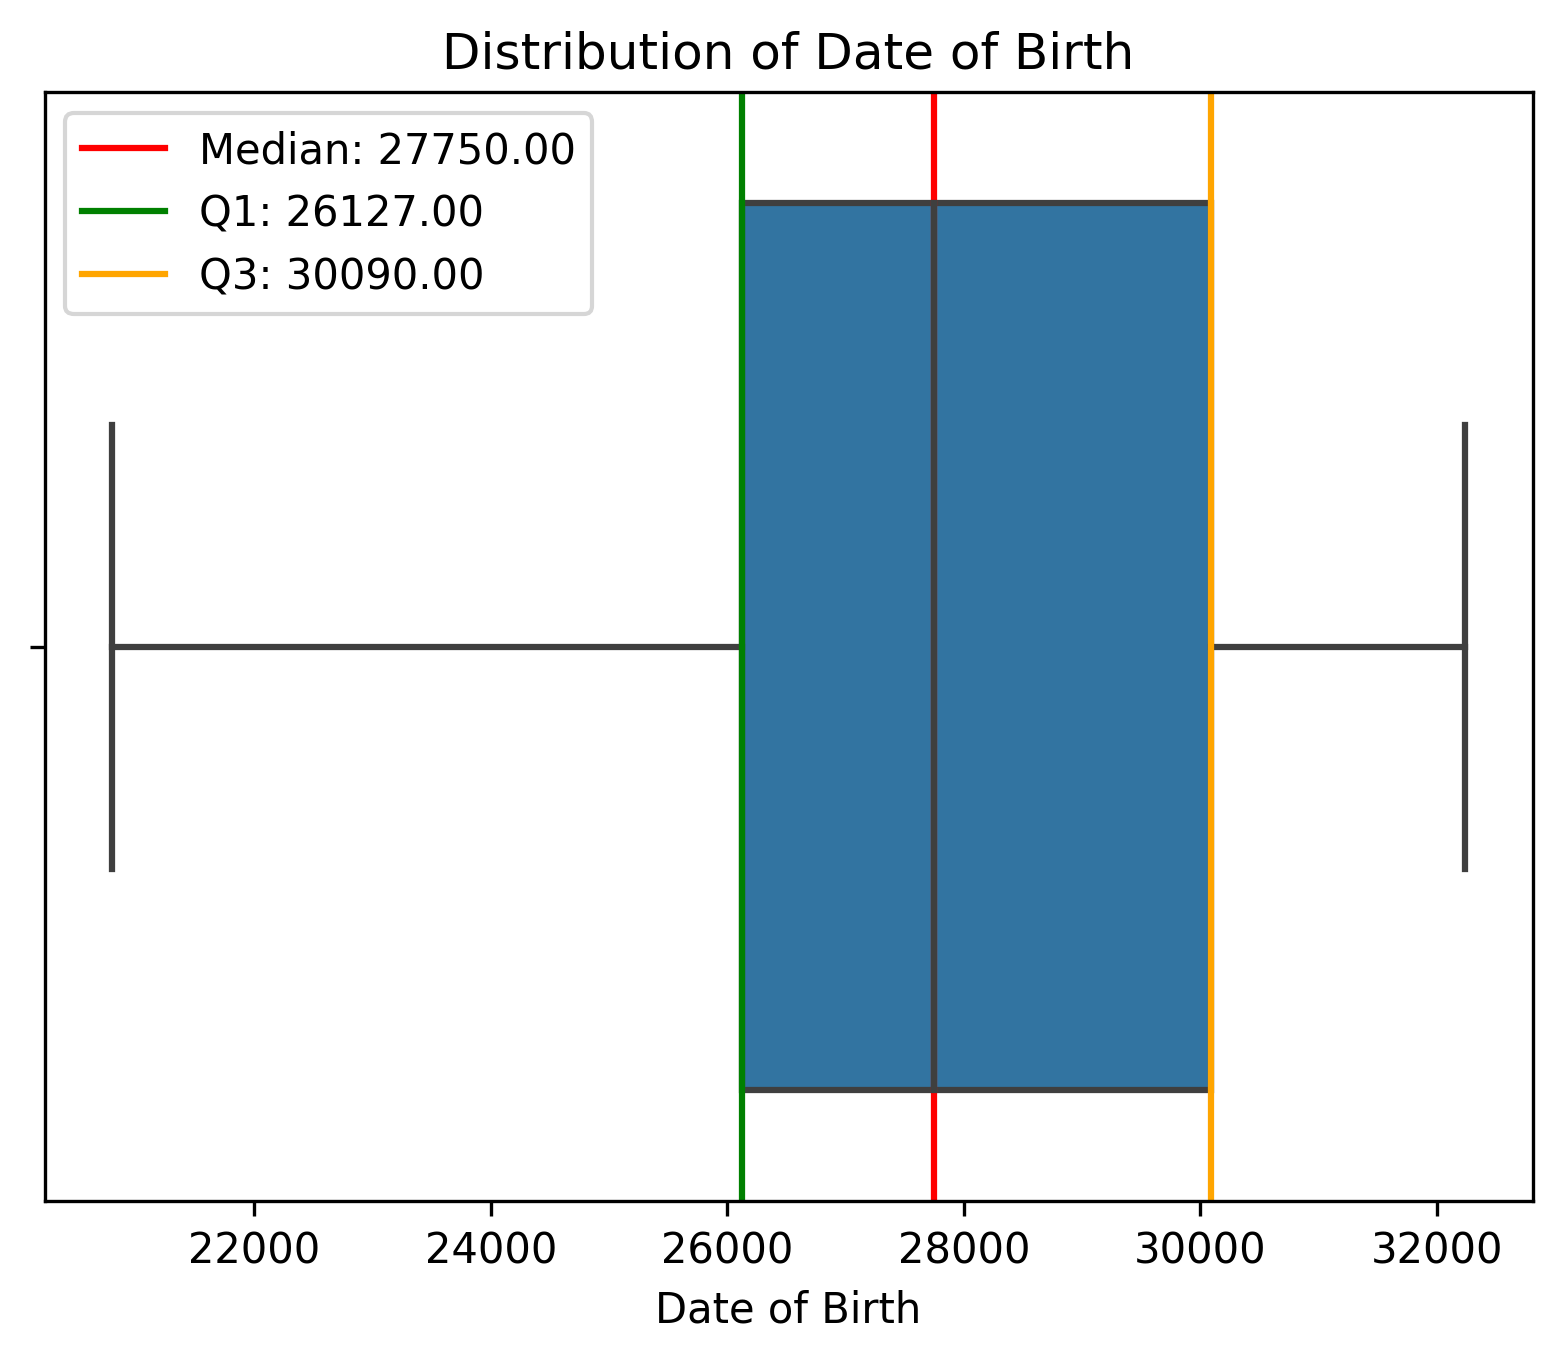 Distribution of Date of Birth
Median: 27750.00
Q1: 26127.00
Q3: 30090.00
22000 24000 26000 28000 30000 32000
Date of Birth